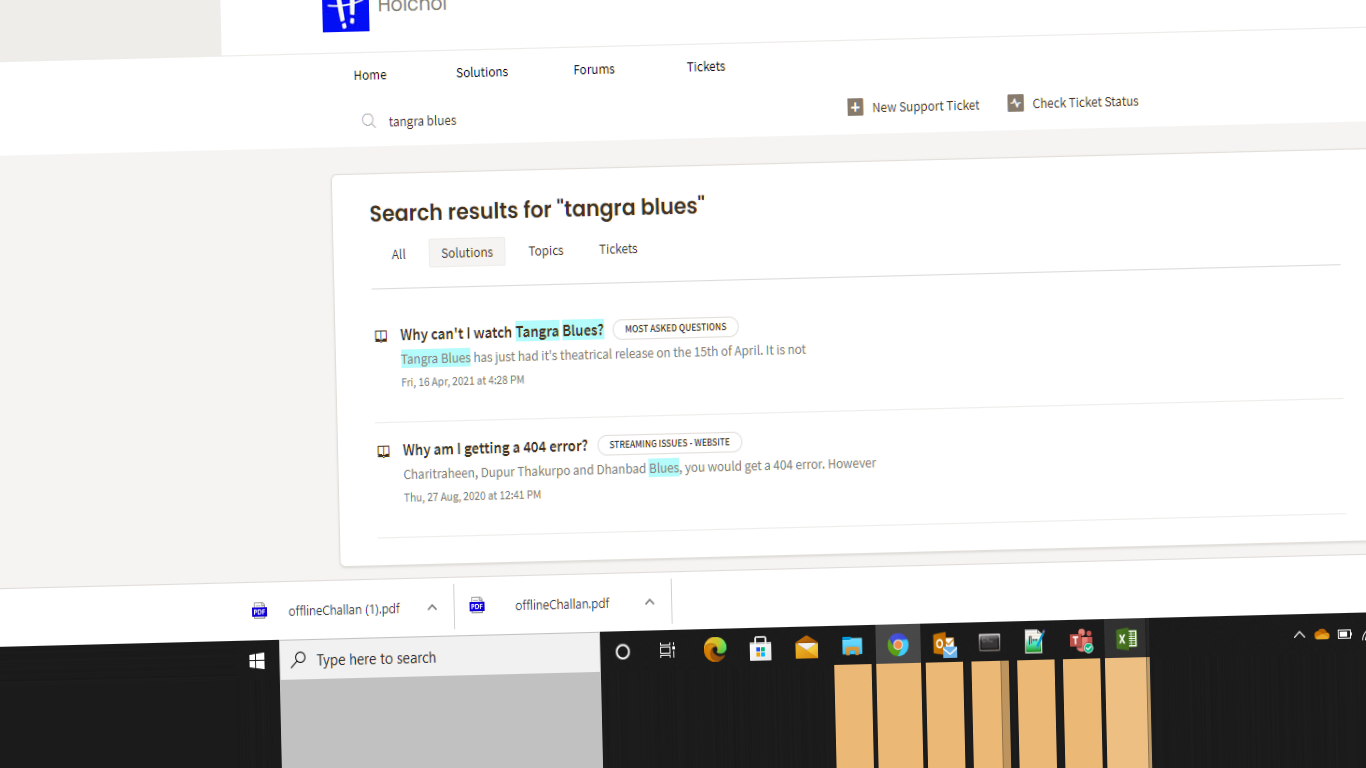 Hoichoi
Home Solutions Forums Tickets
tangra blues
New Support Ticket Check Ticket Status
Search results for "tangra blues"
All Solutions Topics Tickets
Why can't I watch Tangra Blues? MOST ASKED QUESTIONS
Tangra Blues has just had it's theatrical release on the 15th of April. It is not
Fri, 16 Apr, 2021 at 4:28 PM
Why am I getting a 404 error? STREAMING ISSUES - WEBSITE
Charitraheen, Dupur Thakurpo and Dhanbad Blues, you would get a 404 error. However
Thu, 27 Aug, 2020 at 12:41 PM
PDF offlineChallan (1).pdf PDF offlineChallan.pdf
Type here to search